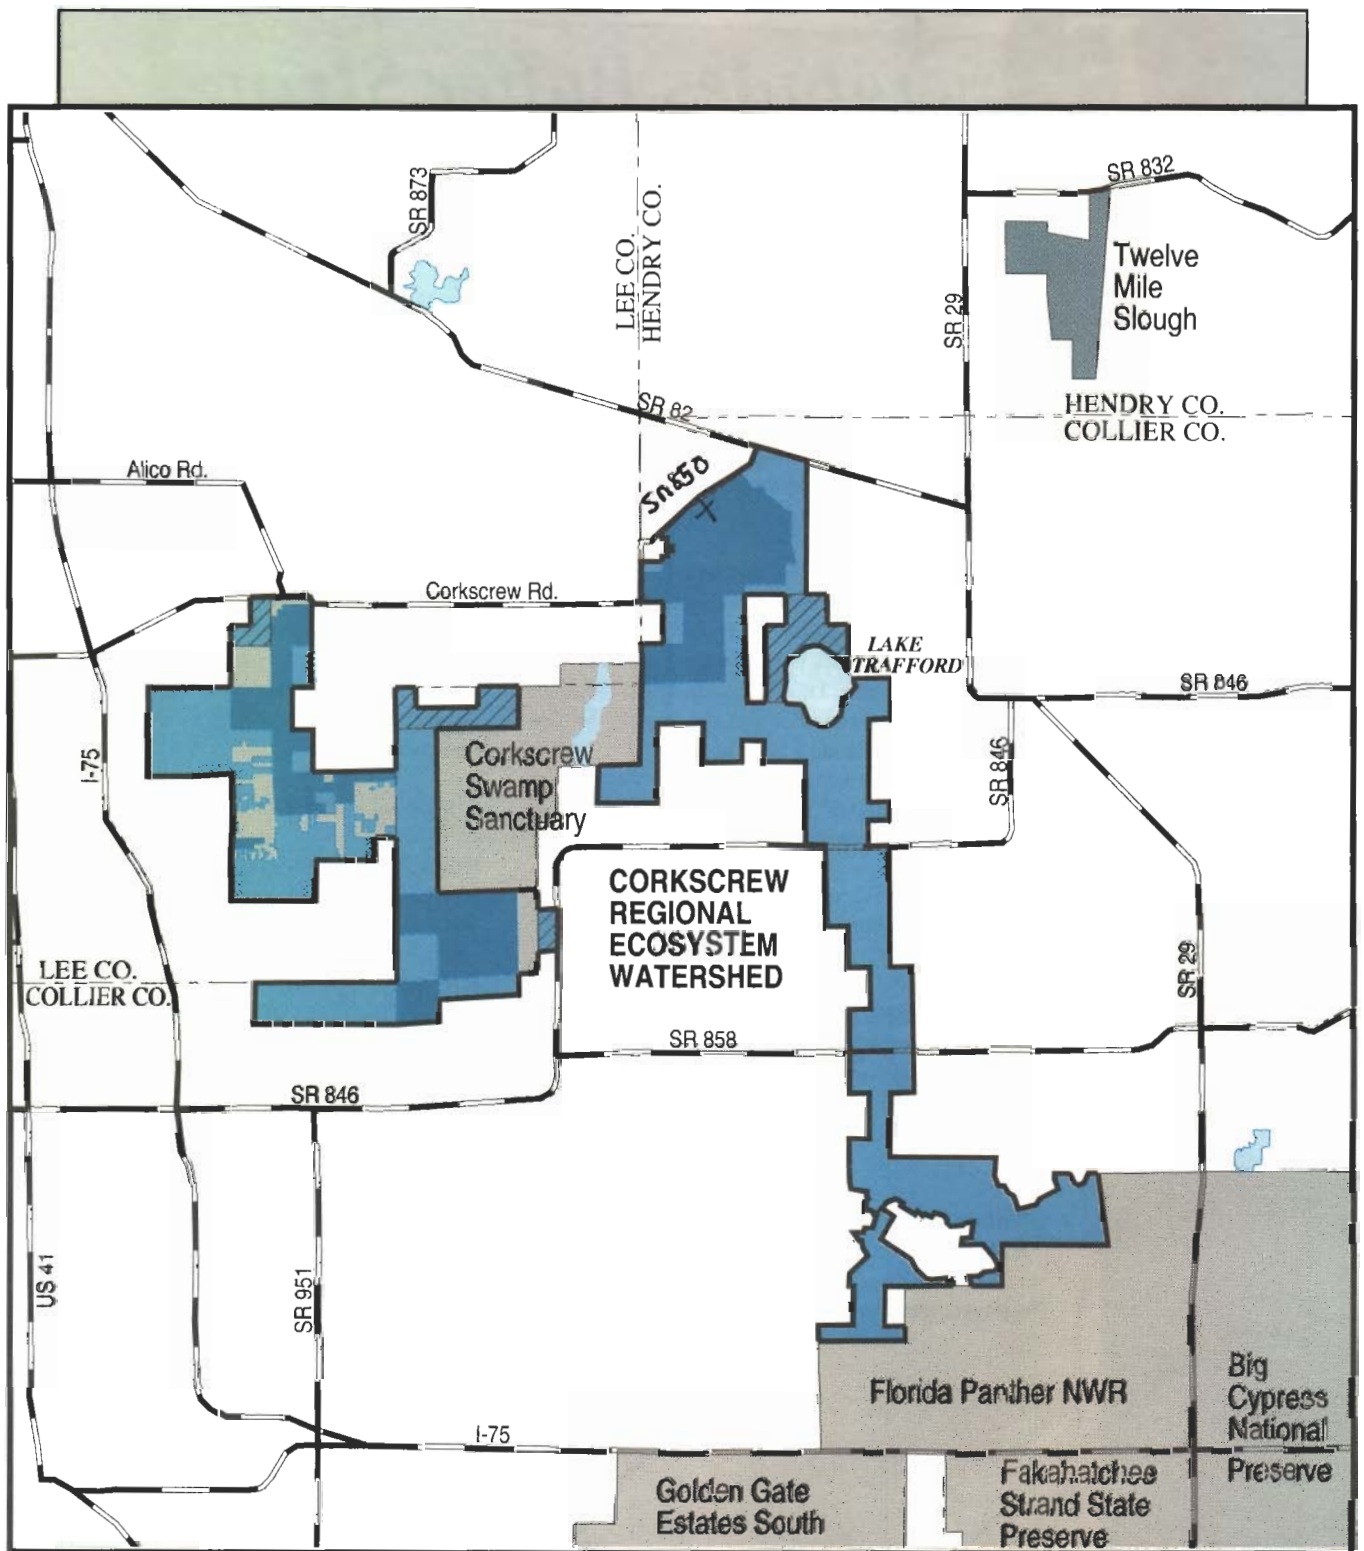 SR 873
SR 832
LEE CO.
HENDRY CO.
Twelve
Mile
Slough
SR 29
SR 82
HENDRY CO.
COLLIER CO.
Alico Rd.
SR 850
X
Corkscrew Rd.
LAKE
TRAFFORD
SR 846
I-75
Corkscrew
Swamp
Sanctuary
SR 846
CORKSCREW
REGIONAL
ECOSYSTEM
WATERSHED
LEE CO.
COLLIER CO.
SR 29
SR 858
SR 846
US 41
SR 951
Florida Panther NWR
Big
Cypress
National
Preserve
I-75
Golden Gate
Estates South
Fakahatchee
Strand State
Preserve